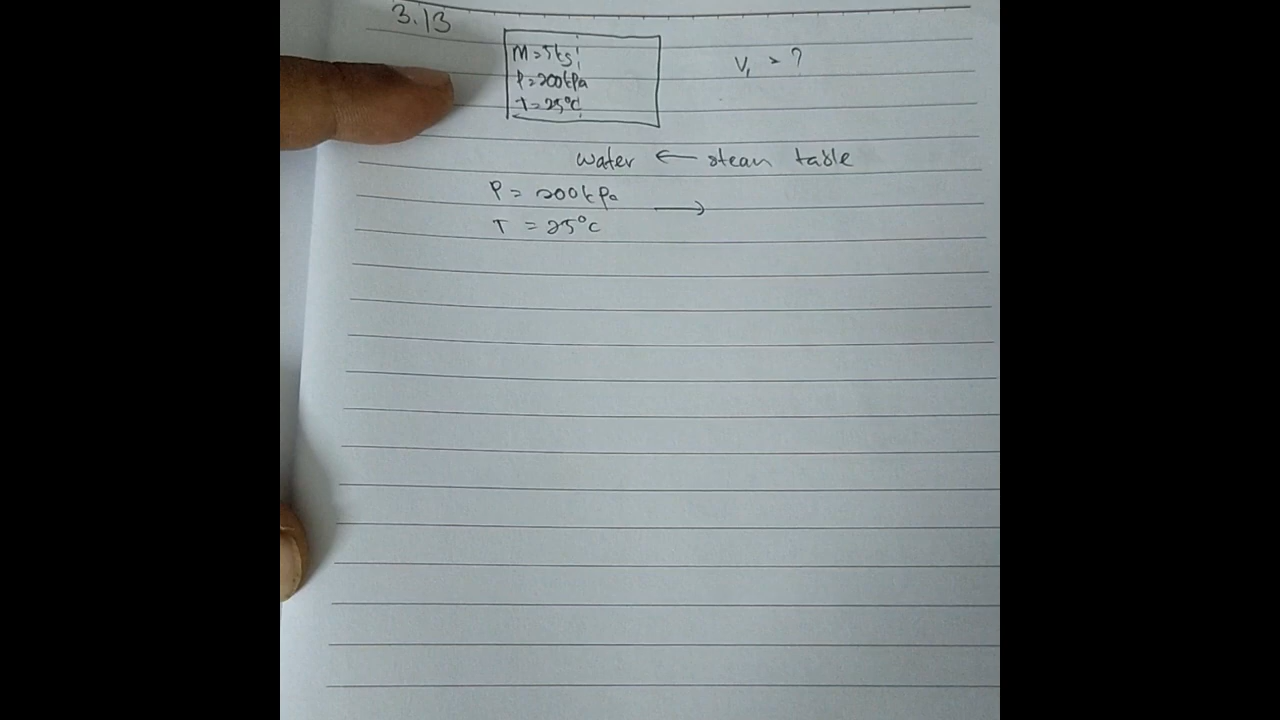 3.13
M = 5kg
P = 200kPa
T = 25°C
V₁ = ?
water ← steam table
P = 200kPa →
T = 25°C